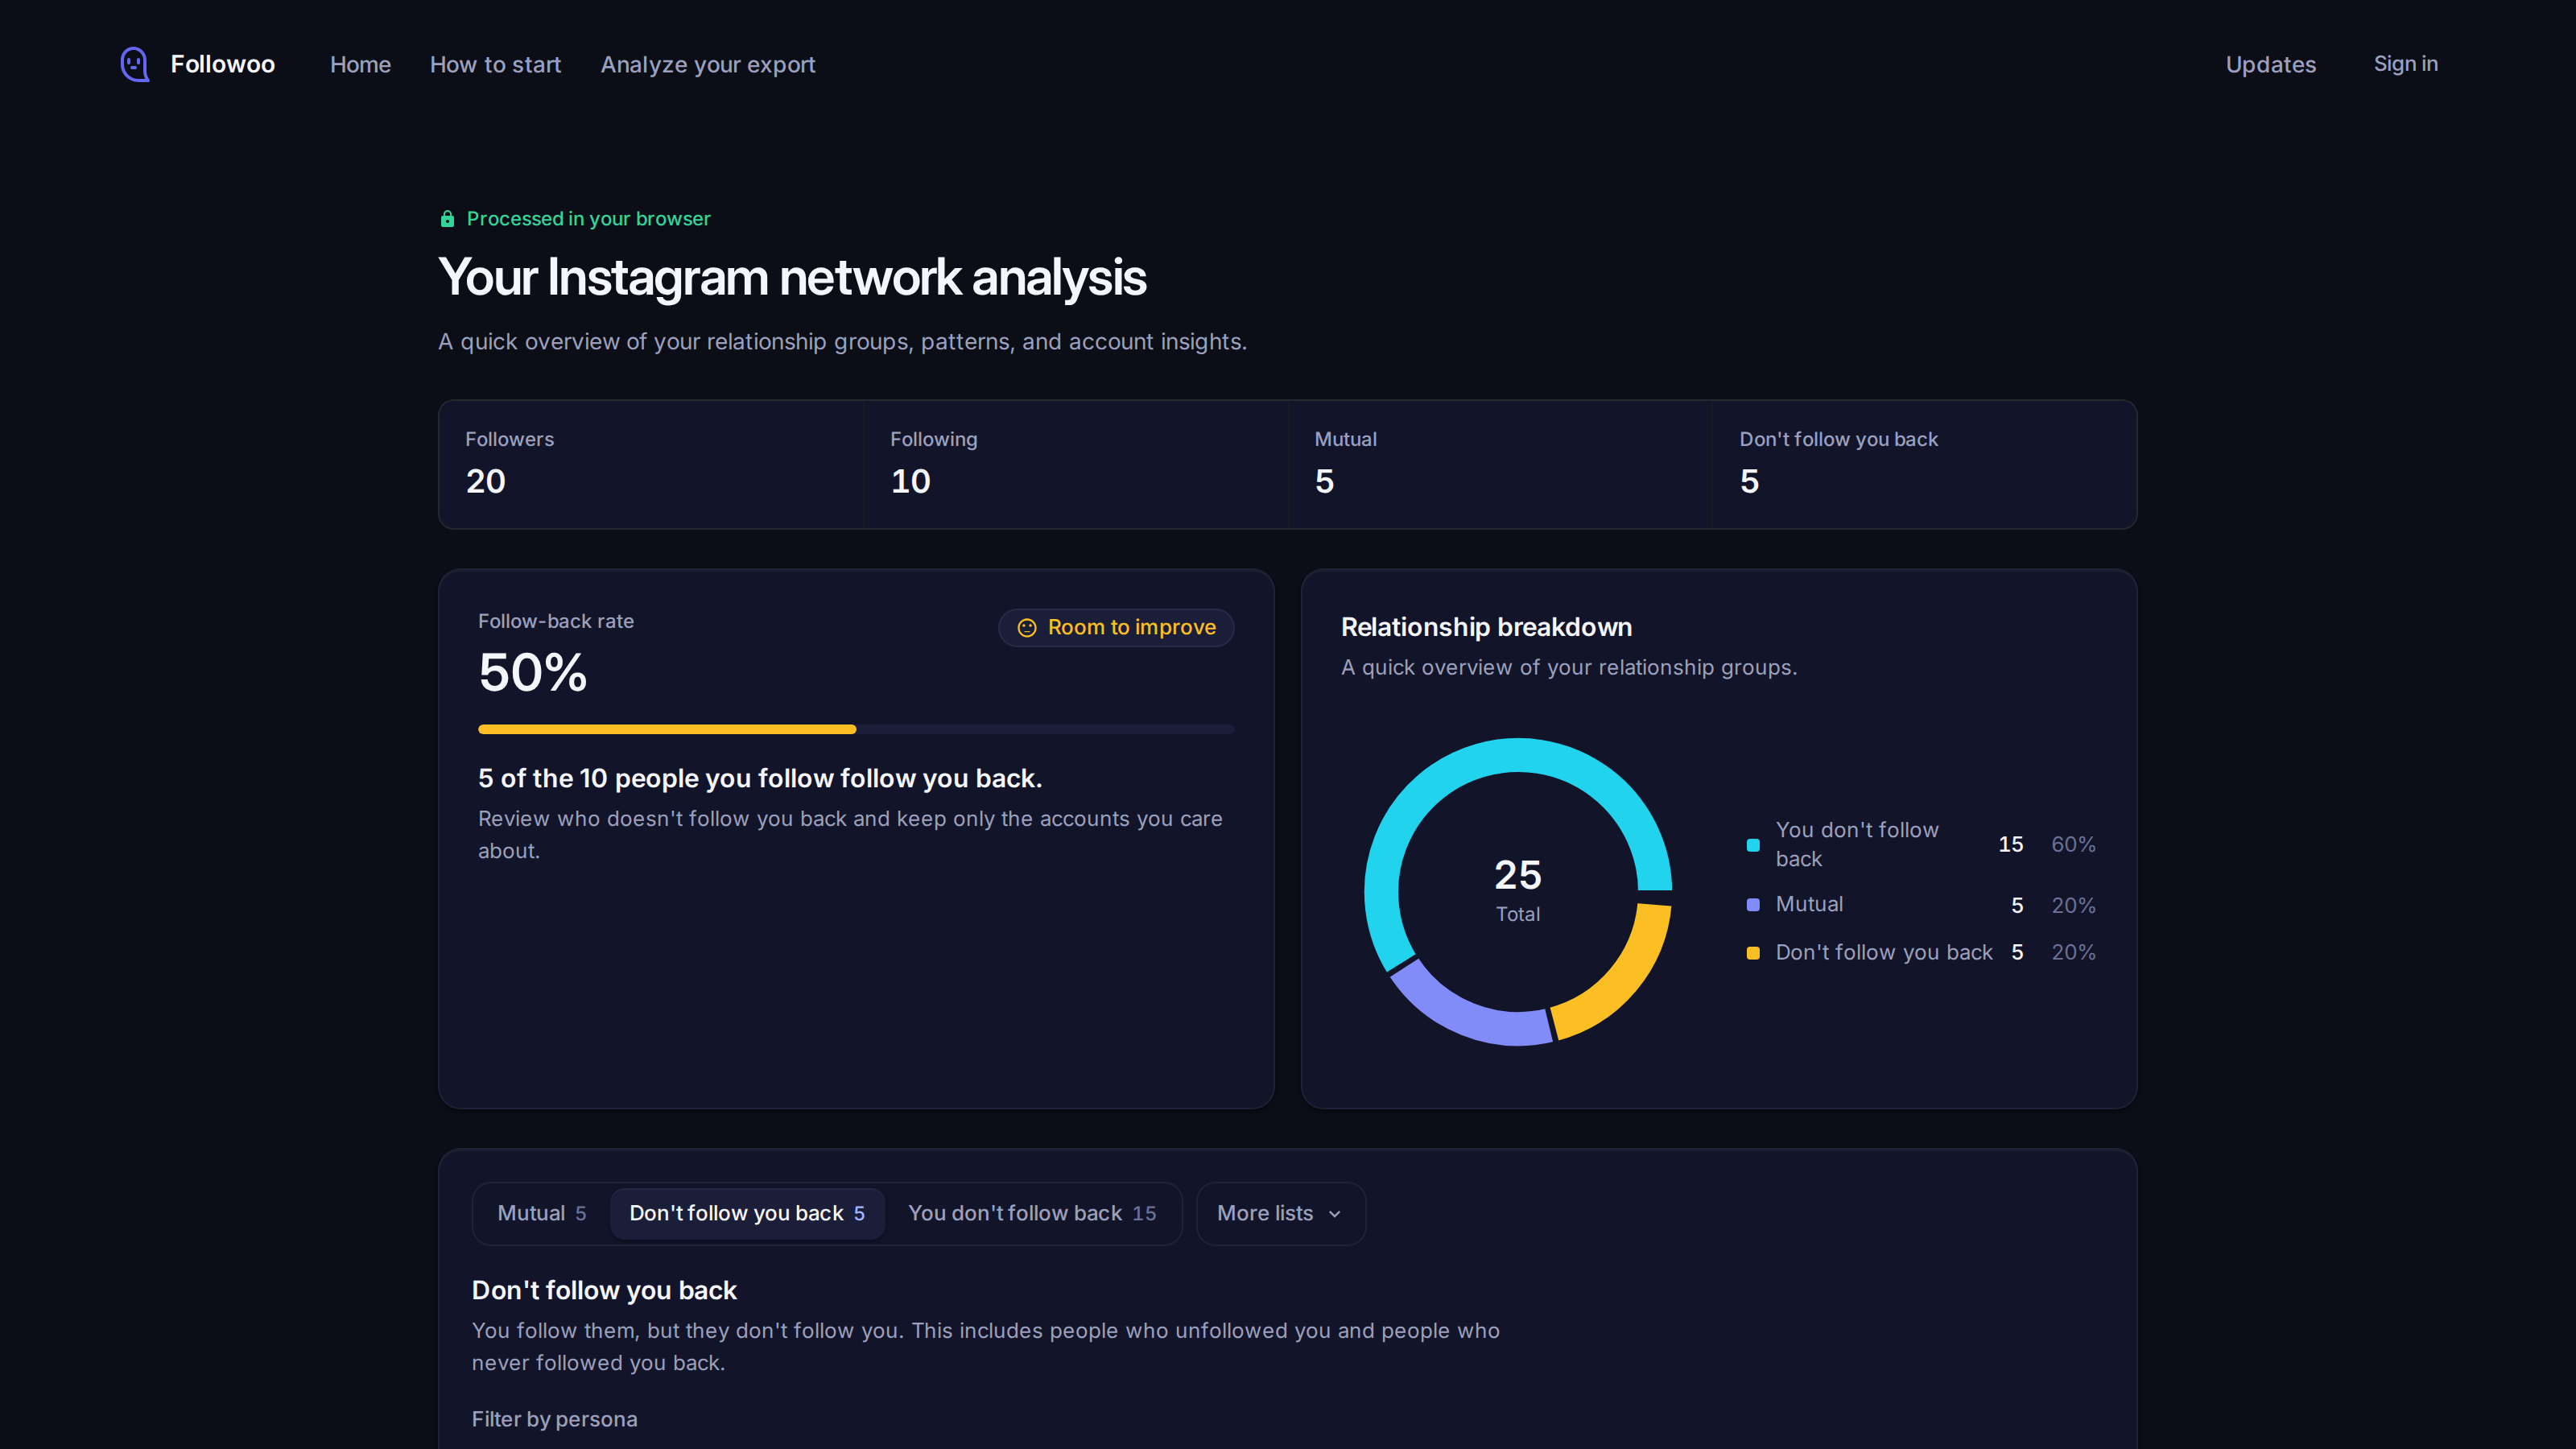 Followoo
Home
How to start
Analyze your export
Updates
Sign in
Processed in your browser
Your Instagram network analysis
A quick overview of your relationship groups, patterns, and account insights.
Followers
20
Following
10
Mutual
5
Don't follow you back
5
Follow-back rate
Room to improve
50%
5 of the 10 people you follow follow you back.
Review who doesn't follow you back and keep only the accounts you care
about.
Relationship breakdown
A quick overview of your relationship groups.
25
Total
You don't follow
back
15
60%
Mutual
5
20%
Don't follow you back
5
20%
Mutual 5
Don't follow you back 5
You don't follow back 15
More lists
Don't follow you back
You follow them, but they don't follow you. This includes people who unfollowed you and people who
never followed you back.
Filter by persona